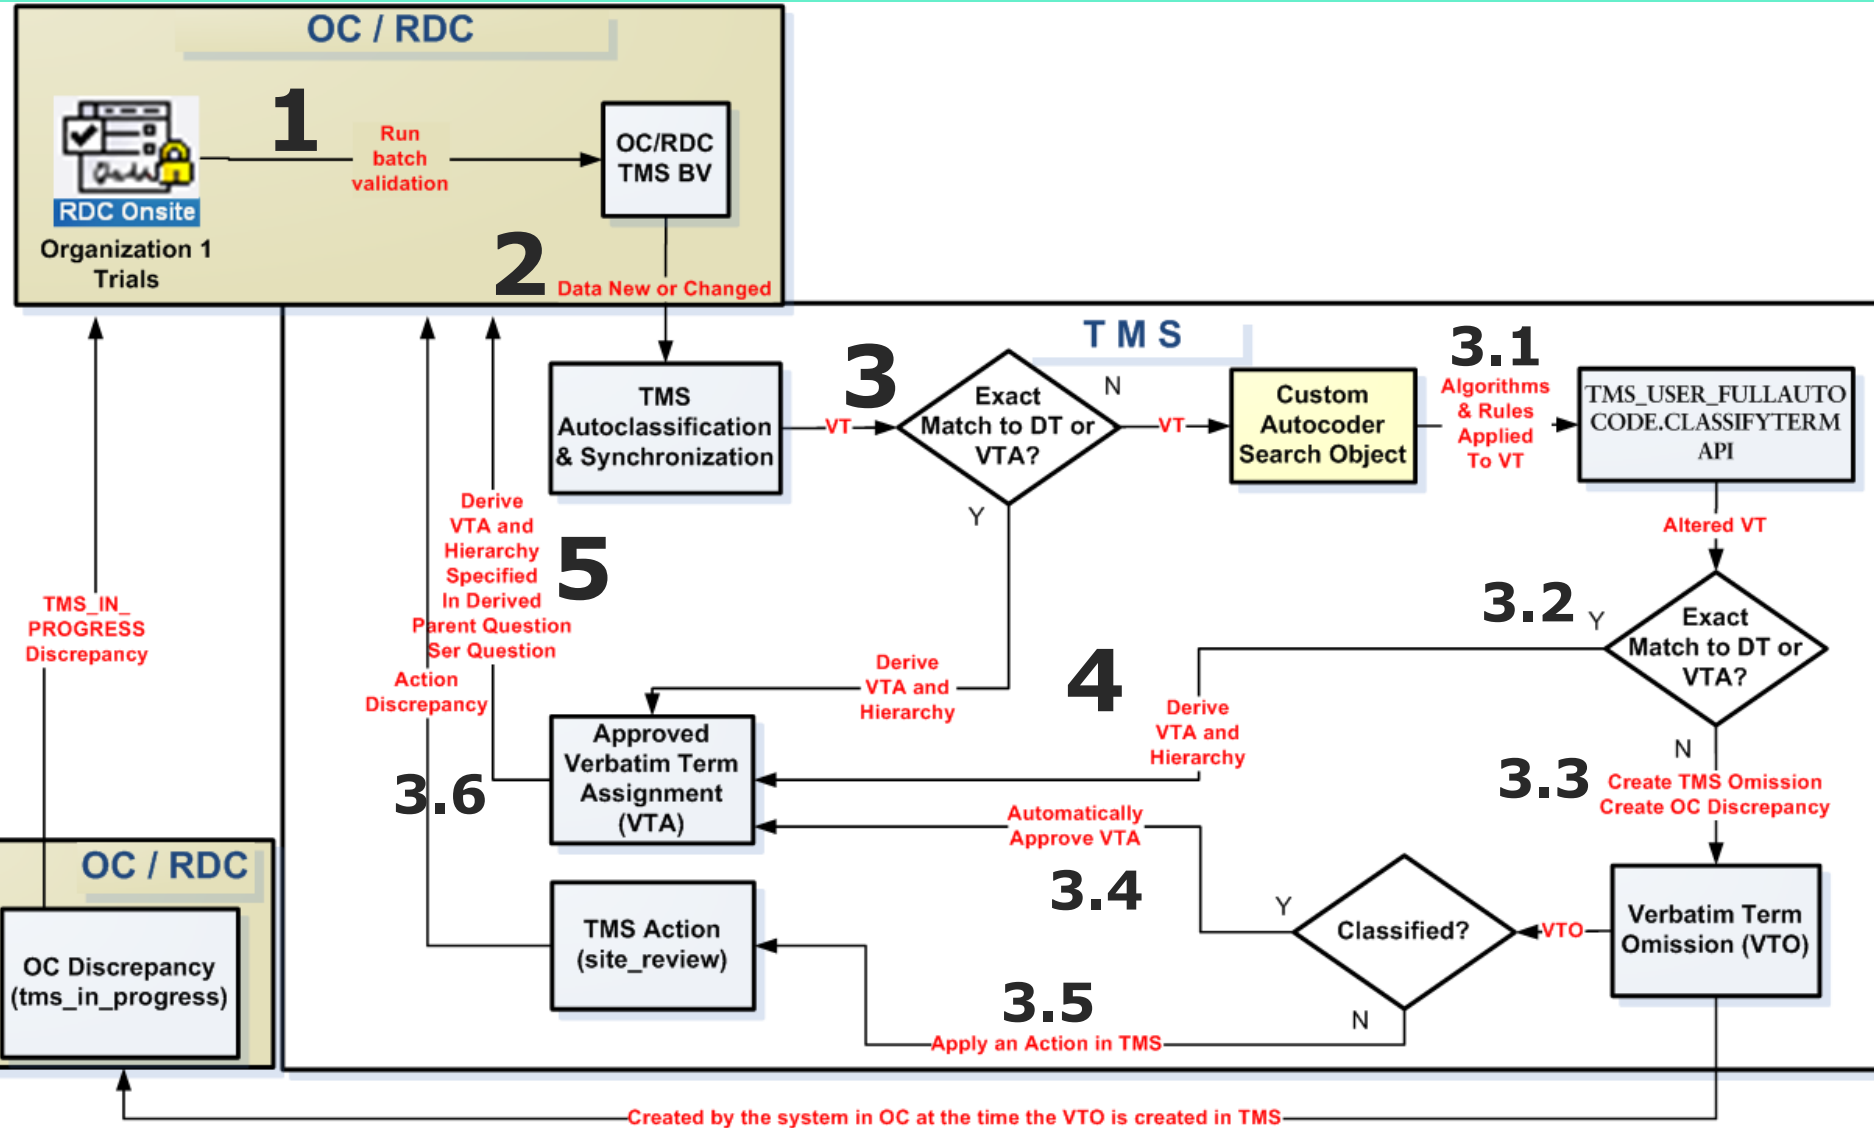 OC / RDC
1
Run
batch
validation
OC/RDC
TMS BV
RDC Onsite
Organization 1
Trials
2
Data New or Changed
T M S
TMS
Autoclassification
& Synchronization
VT
3
Exact
Match to DT or
VTA?
N
Y
VT
Custom
Autocoder
Search Object
3.1
Algorithms
& Rules
Applied
To VT
TMS_USER_FULLAUTO
CODE.CLASSIFYTERM
API
Altered VT
3.2
Y
Exact
Match to DT or
VTA?
N
3.3
Create TMS Omission
Create OC Discrepancy
Verbatim Term
Omission (VTO)
VTO
Classified?
Y
N
3.4
Automatically
Approve VTA
3.5
Apply an Action in TMS
4
Derive
VTA and
Hierarchy
Derive
VTA and
Hierarchy
Approved
Verbatim Term
Assignment
(VTA)
TMS Action
(site_review)
5
Derive
VTA and
Hierarchy
Specified
In Derived
Parent Question
Ser Question
Action
Discrepancy
3.6
TMS_IN_
PROGRESS
Discrepancy
OC / RDC
OC Discrepancy
(tms_in_progress)
Created by the system in OC at the time the VTO is created in TMS